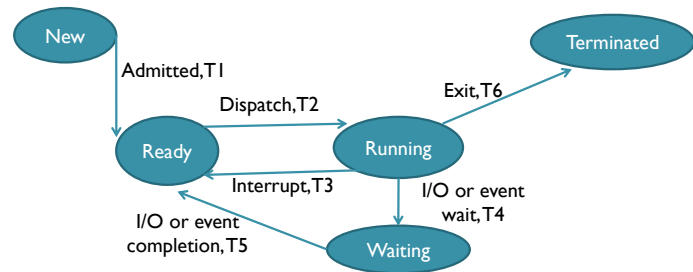 New
Terminated
Admitted,T1
Exit,T6
Dispatch,T2
Ready
Running
Interrupt,T3
I/O or event
wait,T4
I/O or event
completion,T5
Waiting